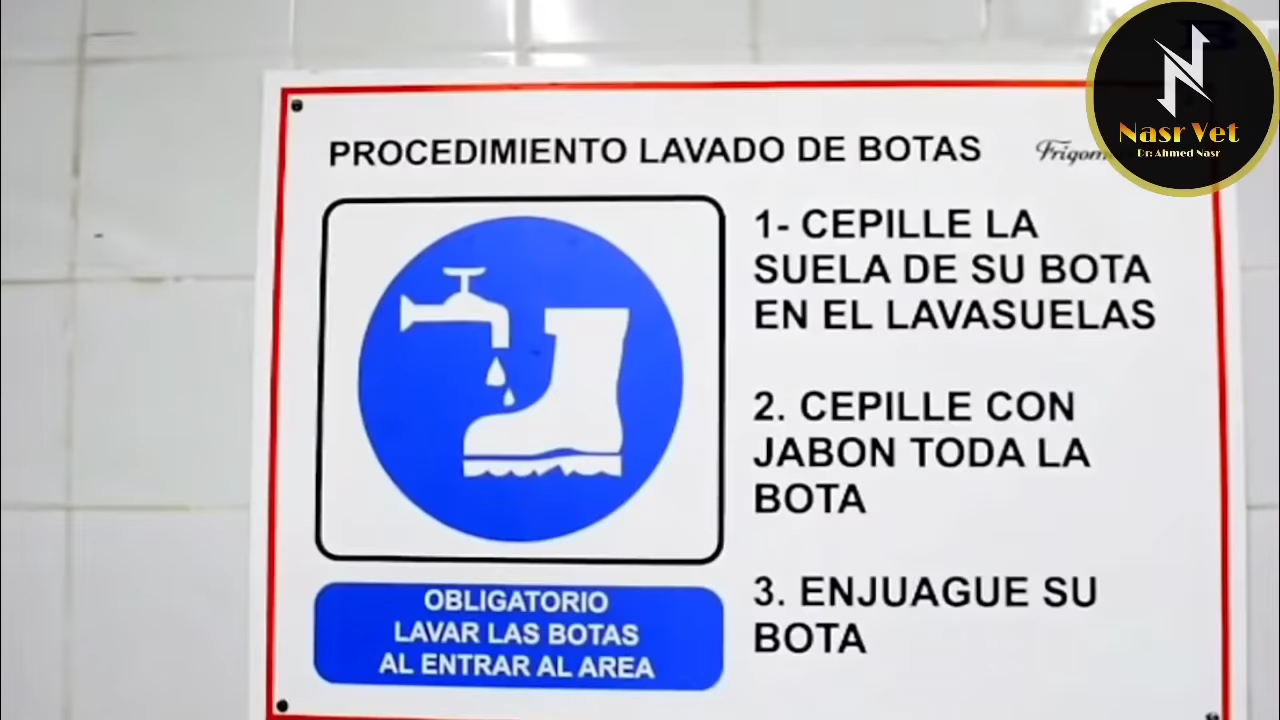 Nasr Vet
Dr: Ahmed Nasr
PROCEDIMIENTO LAVADO DE BOTAS
1- CEPILLE LA
SUELA DE SU BOTA
EN EL LAVASUELAS
2. CEPILLE CON
JABON TODA LA
BOTA
3. ENJUAGUE SU
BOTA
OBLIGATORIO
LAVAR LAS BOTAS
AL ENTRAR AL AREA